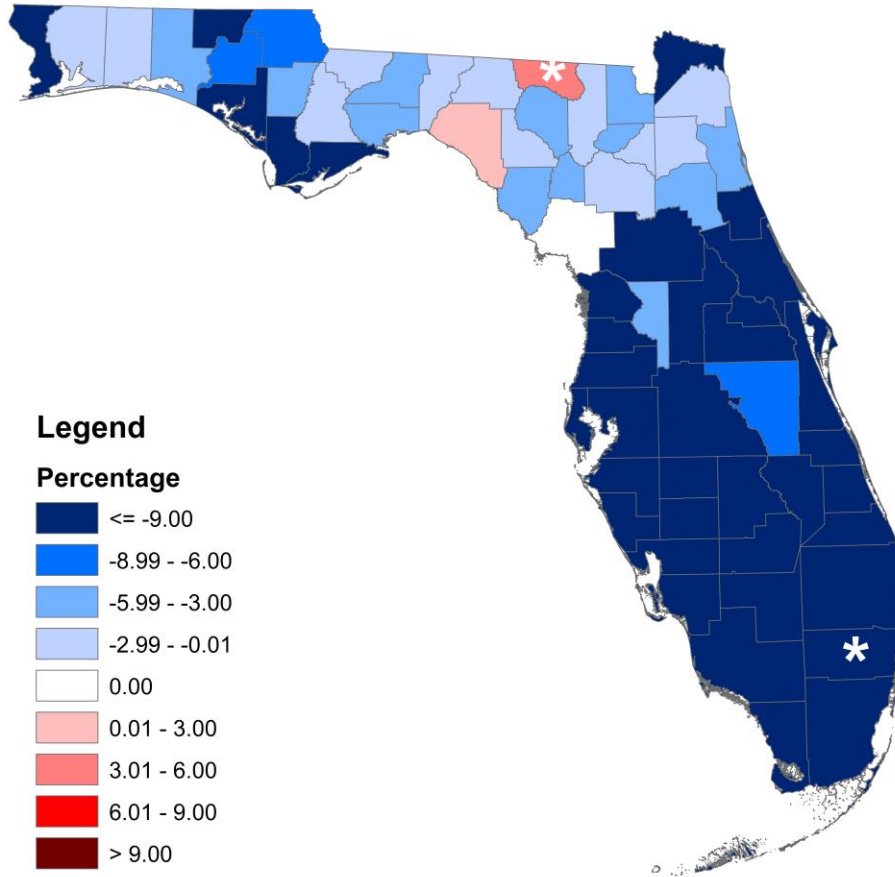 *
*
Legend
Percentage
<= -9.00
-8.99 - -6.00
-5.99 - -3.00
-2.99 - -0.01
0.00
0.01 - 3.00
3.01 - 6.00
6.01 - 9.00
> 9.00